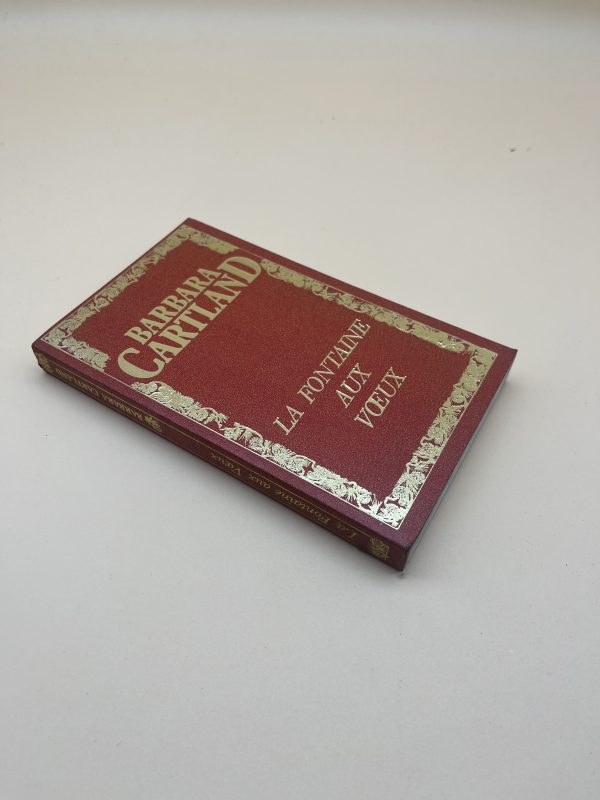 BARBARA
CARTLAND
LA FONTAINE
AUX
VŒUX
BARBARA CARTLAND
La Fontaine aux Vœux